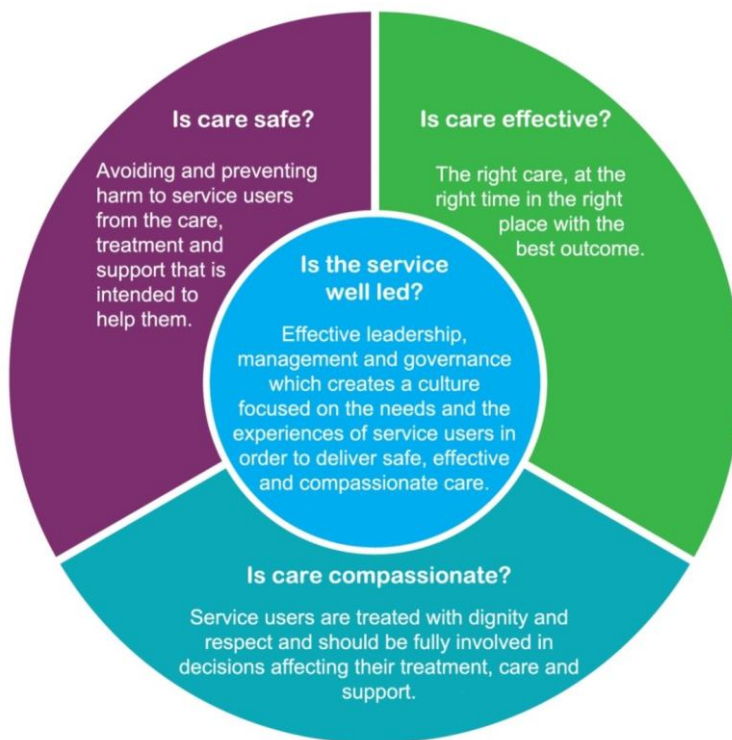 Is care safe?
Avoiding and preventing
harm to service users
from the care,
treatment and
support that is
intended to
help them.
Is care effective?
The right care, at the
right time in the right
place with the
best outcome.
Is the service
well led?
Effective leadership,
management and governance
which creates a culture
focused on the needs and the
experiences of service users in
order to deliver safe, effective
and compassionate care.
Is care compassionate?
Service users are treated with dignity and
respect and should be fully involved in
decisions affecting their treatment, care and
support.